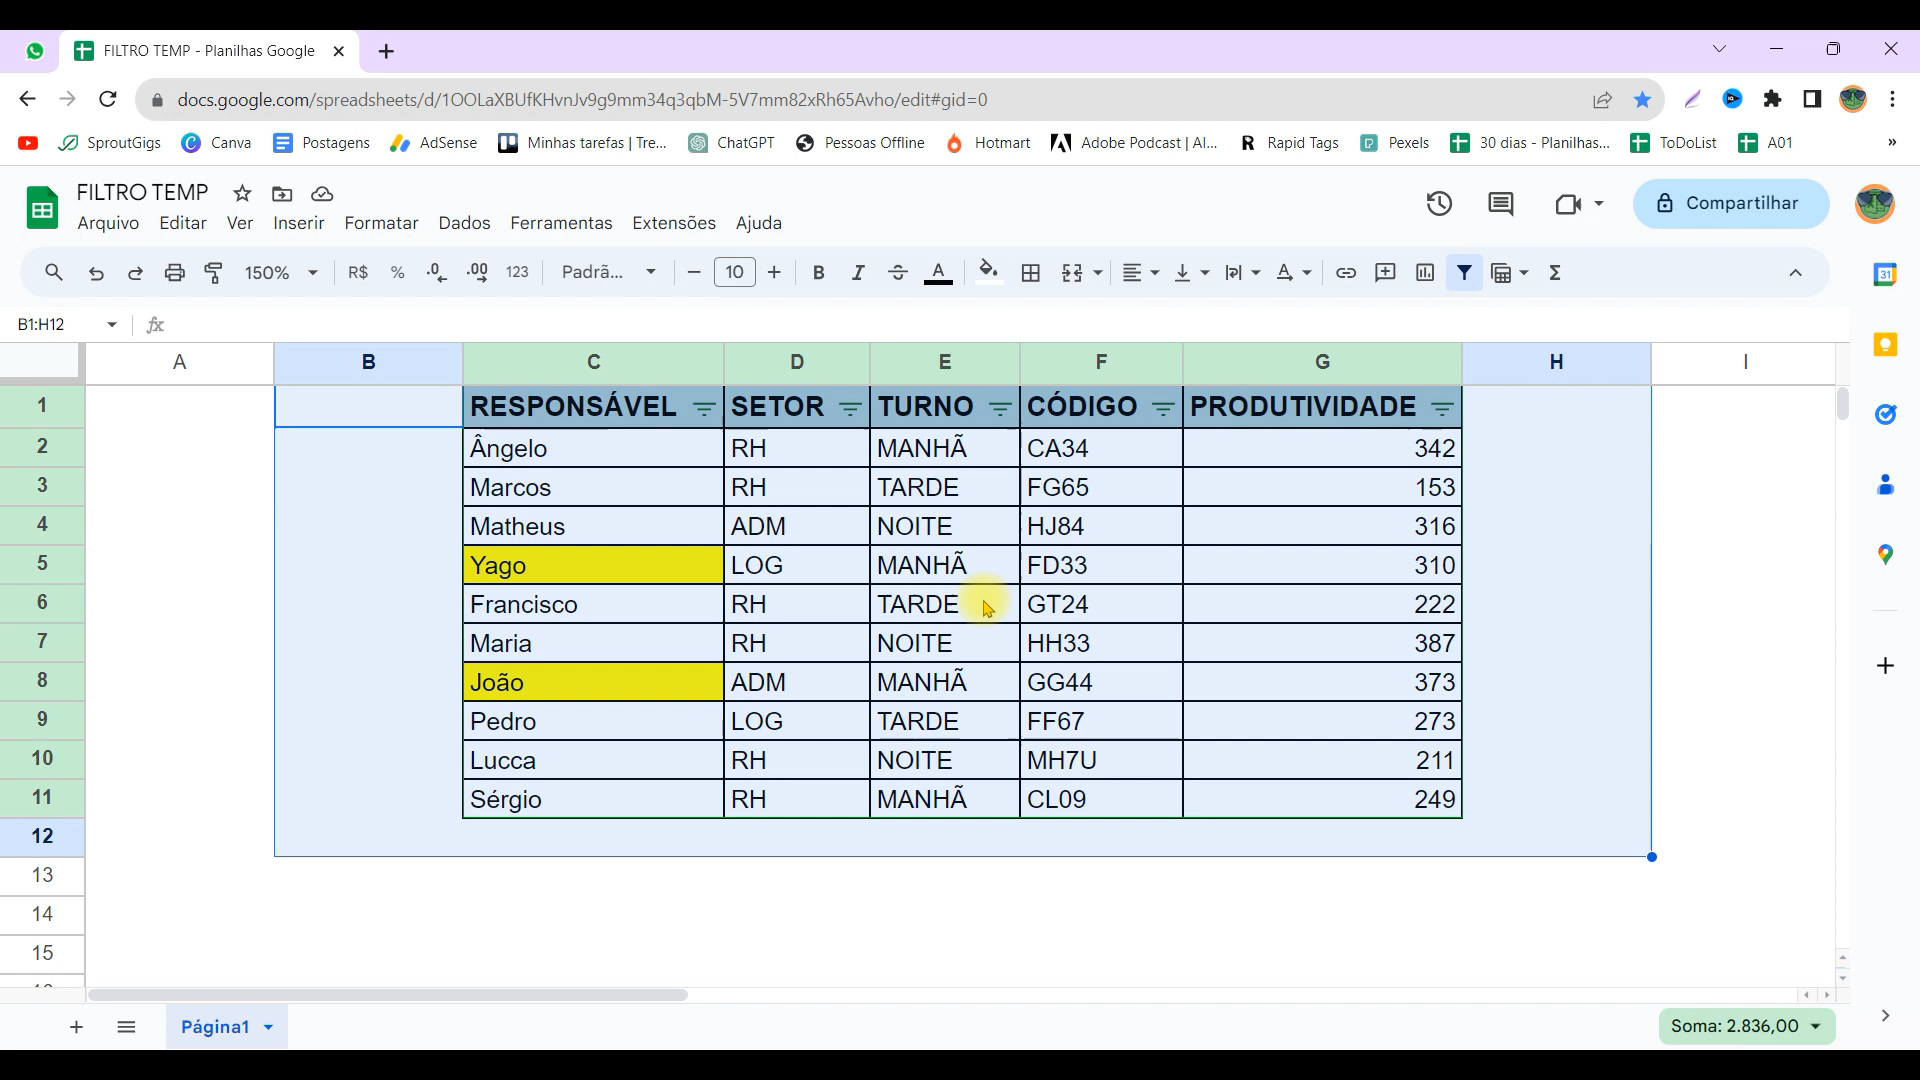 FILTRO TEMP - Planilhas Google
docs.google.com/spreadsheets/d/1OOLaXBUfKHvnJv9g9mm34q3qbM-5V7mm82xRh65Avho/edit#gid=0
SproutGigs Canva Postagens AdSense Minhas tarefas | Tre... ChatGPT Pessoas Offline Hotmart Adobe Podcast | AI... Rapid Tags Pexels 30 dias - Planilhas... ToDoList A01 »
FILTRO TEMP
Compartilhar
Arquivo Editar Ver Inserir Formatar Dados Ferramentas Extensões Ajuda
150% R$ % .0 .00 123 Padrã... 10 B I A Σ
31
B1:H12 fx
A B C D E F G H I
1 RESPONSÁVEL SETOR TURNO CÓDIGO PRODUTIVIDADE
2 Ângelo RH MANHÃ CA34 342
3 Marcos RH TARDE FG65 153
4 Matheus ADM NOITE HJ84 316
5 Yago LOG MANHÃ FD33 310
6 Francisco RH TARDE GT24 222
7 Maria RH NOITE HH33 387
8 João ADM MANHÃ GG44 373
9 Pedro LOG TARDE FF67 273
10 Lucca RH NOITE MH7U 211
11 Sérgio RH MANHÃ CL09 249
12
13
14
15
Página1
Soma: 2.836,00